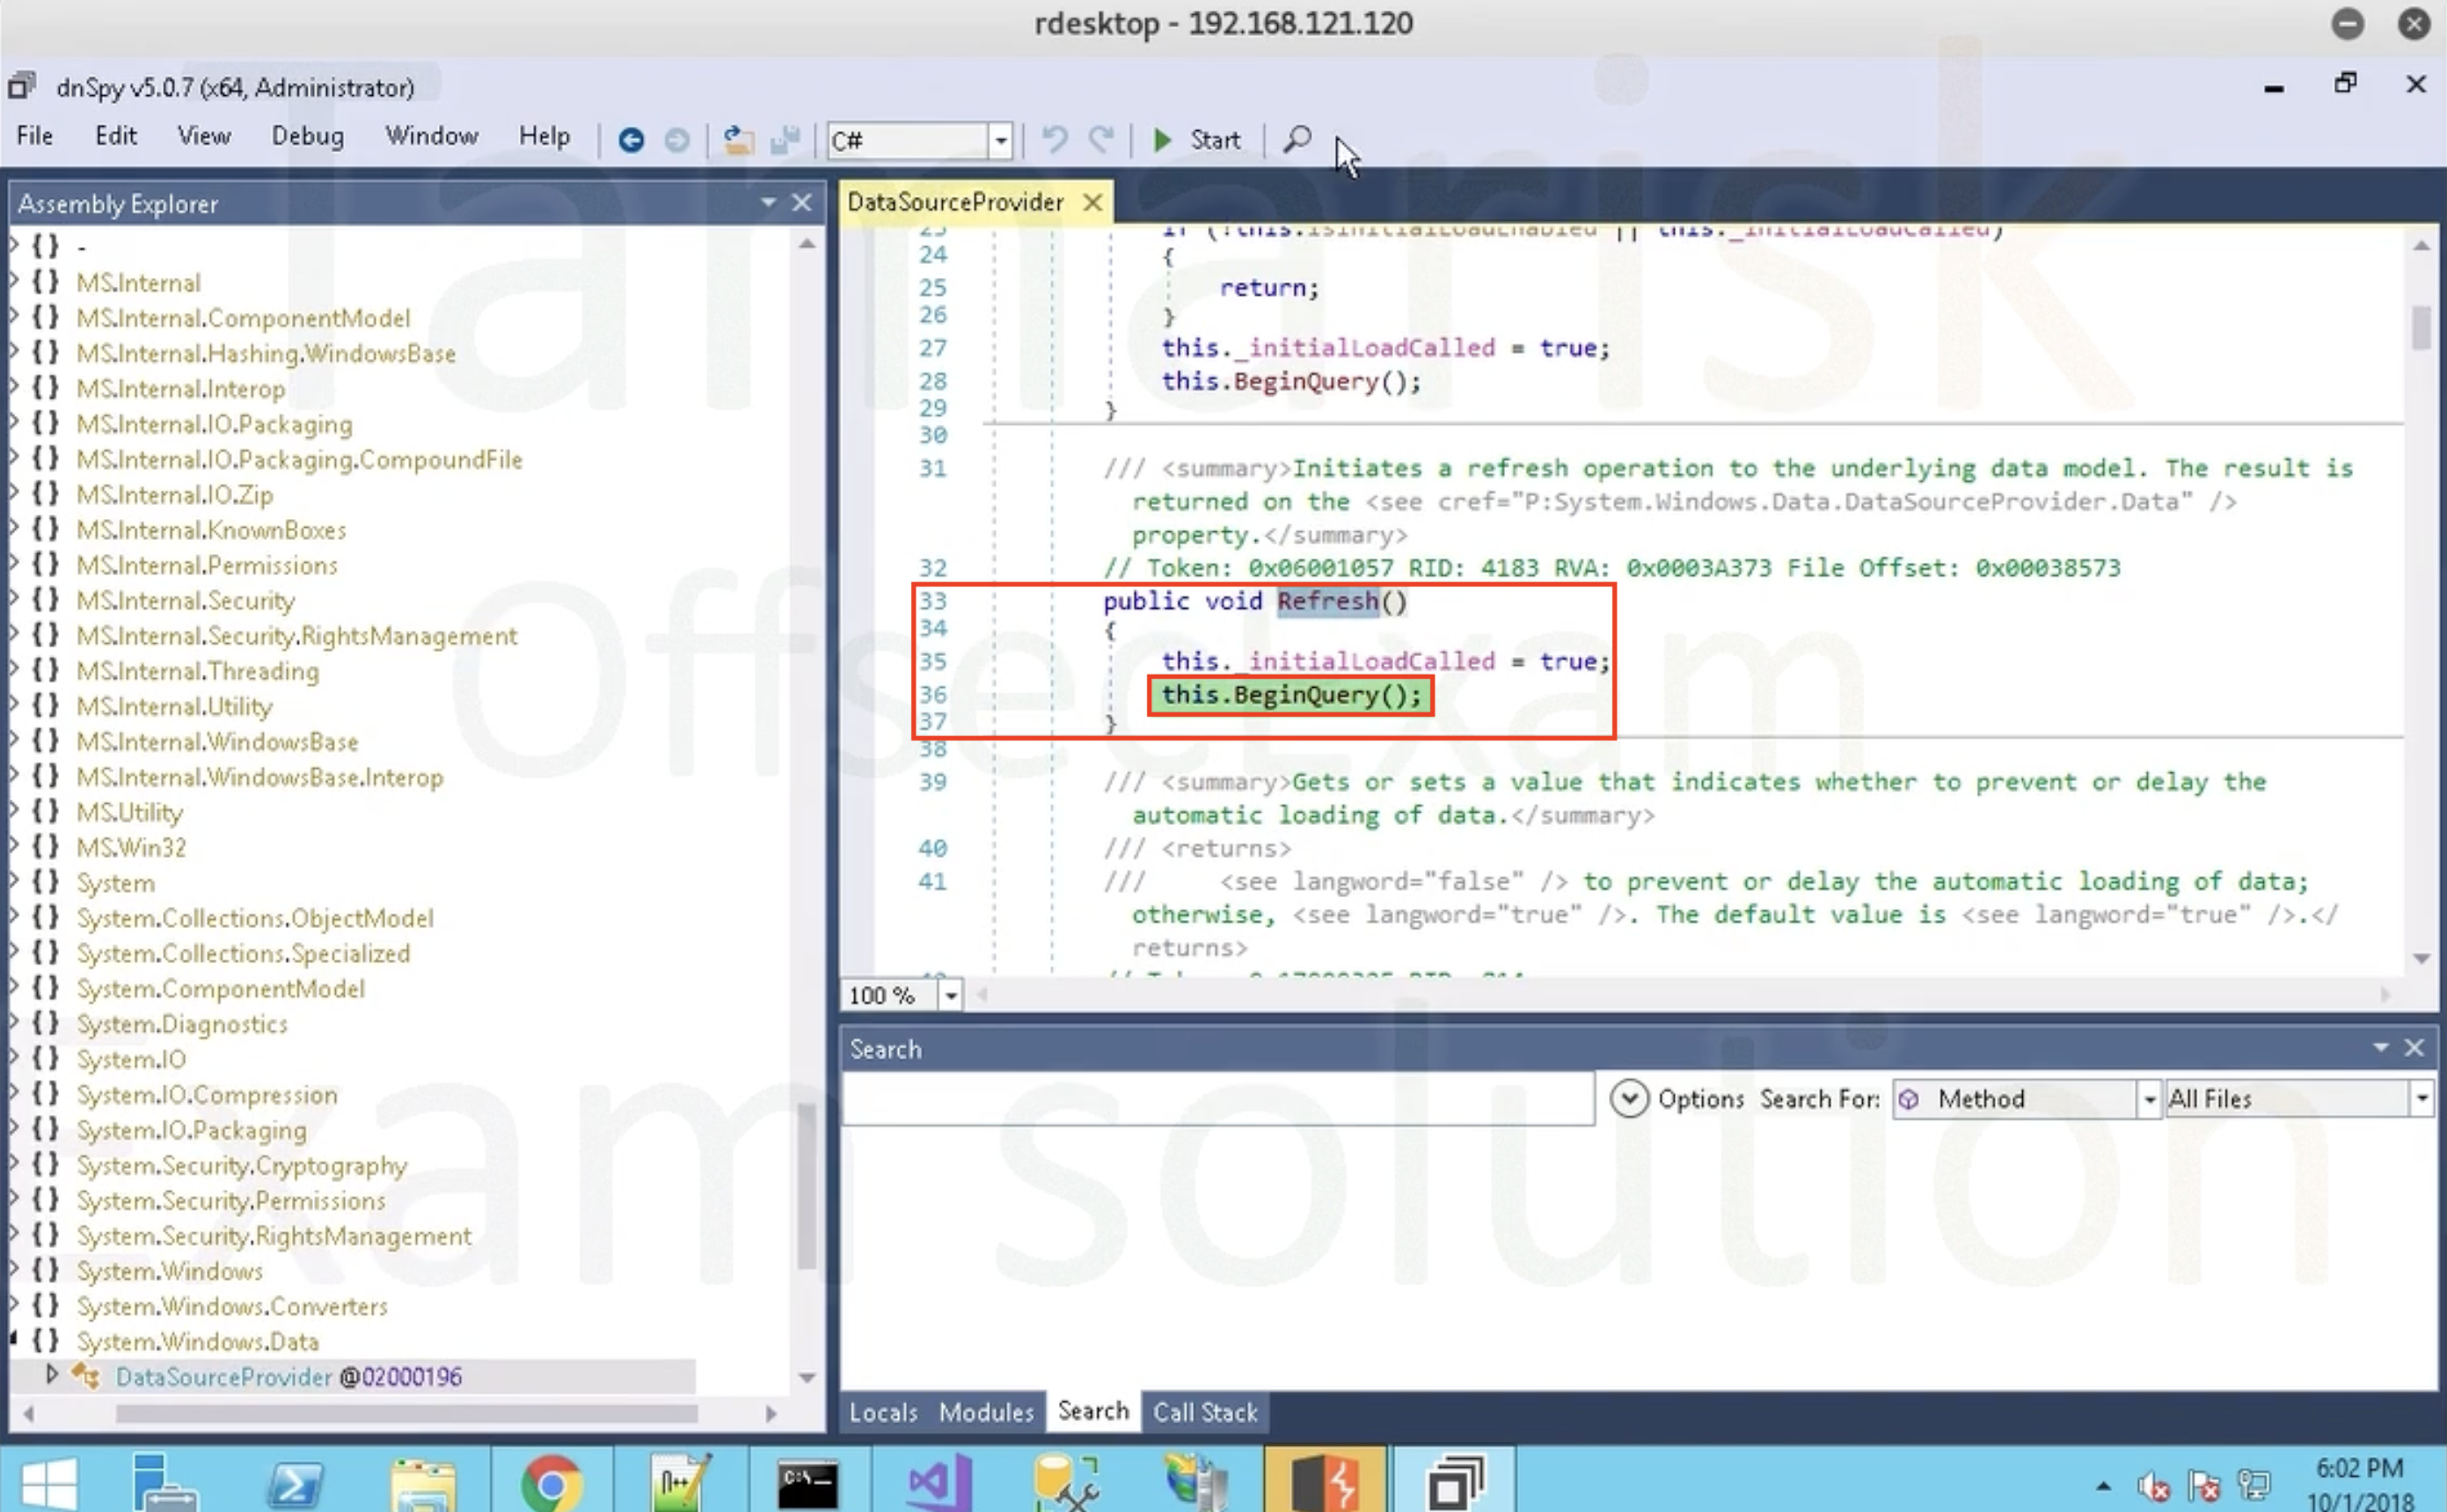 rdesktop - 192.168.121.120
dnSpy v5.0.7 (x64, Administrator)
File Edit View Debug Window Help C# Start
Assembly Explorer
{ } -
{ } MS.Internal
{ } MS.Internal.ComponentModel
{ } MS.Internal.Hashing.WindowsBase
{ } MS.Internal.Interop
{ } MS.Internal.IO.Packaging
{ } MS.Internal.IO.Packaging.CompoundFile
{ } MS.Internal.IO.Zip
{ } MS.Internal.KnownBoxes
{ } MS.Internal.Permissions
{ } MS.Internal.Security
{ } MS.Internal.Security.RightsManagement
{ } MS.Internal.Threading
{ } MS.Internal.Utility
{ } MS.Internal.WindowsBase
{ } MS.Internal.WindowsBase.Interop
{ } MS.Utility
{ } MS.Win32
{ } System
{ } System.Collections.ObjectModel
{ } System.Collections.Specialized
{ } System.ComponentModel
{ } System.Diagnostics
{ } System.IO
{ } System.IO.Compression
{ } System.IO.Packaging
{ } System.Security.Cryptography
{ } System.Security.Permissions
{ } System.Security.RightsManagement
{ } System.Windows
{ } System.Windows.Converters
{ } System.Windows.Data
DataSourceProvider @02000196
DataSourceProvider
23 if (!this.IsInitialLoadEnabled || this._initialLoadCalled)
24 {
25 return;
26 }
27 this._initialLoadCalled = true;
28 this.BeginQuery();
29 }
30
31 /// <summary>Initiates a refresh operation to the underlying data model. The result is
returned on the <see cref="P:System.Windows.Data.DataSourceProvider.Data" />
property.</summary>
32 // Token: 0x06001057 RID: 4183 RVA: 0x0003A373 File Offset: 0x00038573
33 public void Refresh()
34 {
35 this._initialLoadCalled = true;
36 this.BeginQuery();
37 }
38
39 /// <summary>Gets or sets a value that indicates whether to prevent or delay the
automatic loading of data.</summary>
40 /// <returns>
41 /// <see langword="false" /> to prevent or delay the automatic loading of data;
otherwise, <see langword="true" />. The default value is <see langword="true" />.</
returns>
100 %
Search
Options Search For: Method All Files
Locals Modules Search Call Stack
6:02 PM
10/1/2018
Tamarisk
OffsecExam
Exam solution